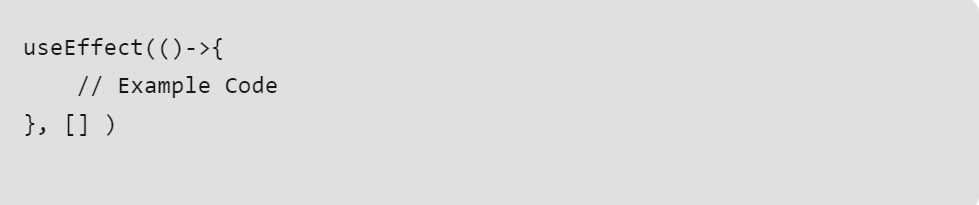 useEffect(()->{
    // Example Code
}, [] )